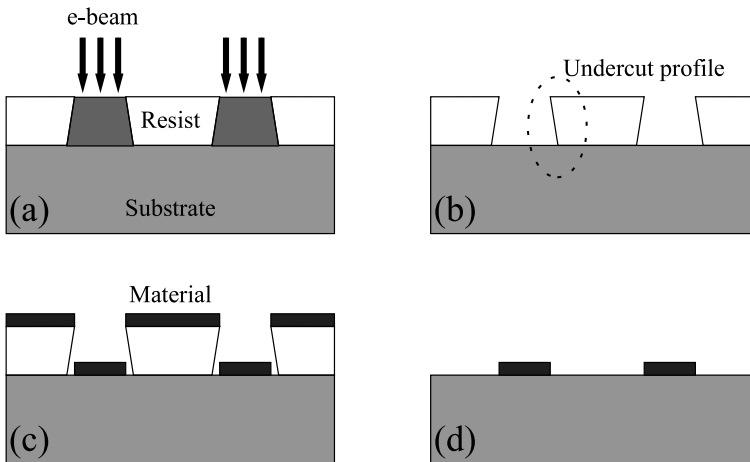 e-beam
Resist
Substrate
(a)
Undercut profile
(b)
Material
(c)
(d)